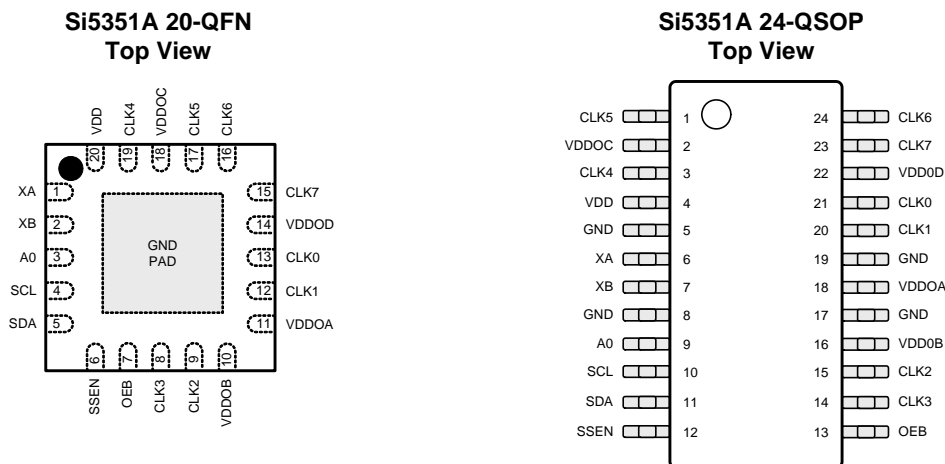 Si5351A 20-QFN
Top View
VDD
CLK4
VDDOC
CLK5
CLK6
20
19
18
17
16
XA 1
XB 2
A0 3
SCL 4
SDA 5
GND
PAD
15 CLK7
14 VDDOD
13 CLK0
12 CLK1
11 VDDOA
6
7
8
9
10
SSEN
OEB
CLK3
CLK2
VDDOB
Si5351A 24-QSOP
Top View
CLK5 1 24 CLK6
VDDOC 2 23 CLK7
CLK4 3 22 VDD0D
VDD 4 21 CLK0
GND 5 20 CLK1
XA 6 19 GND
XB 7 18 VDDOA
GND 8 17 GND
A0 9 16 VDD0B
SCL 10 15 CLK2
SDA 11 14 CLK3
SSEN 12 13 OEB